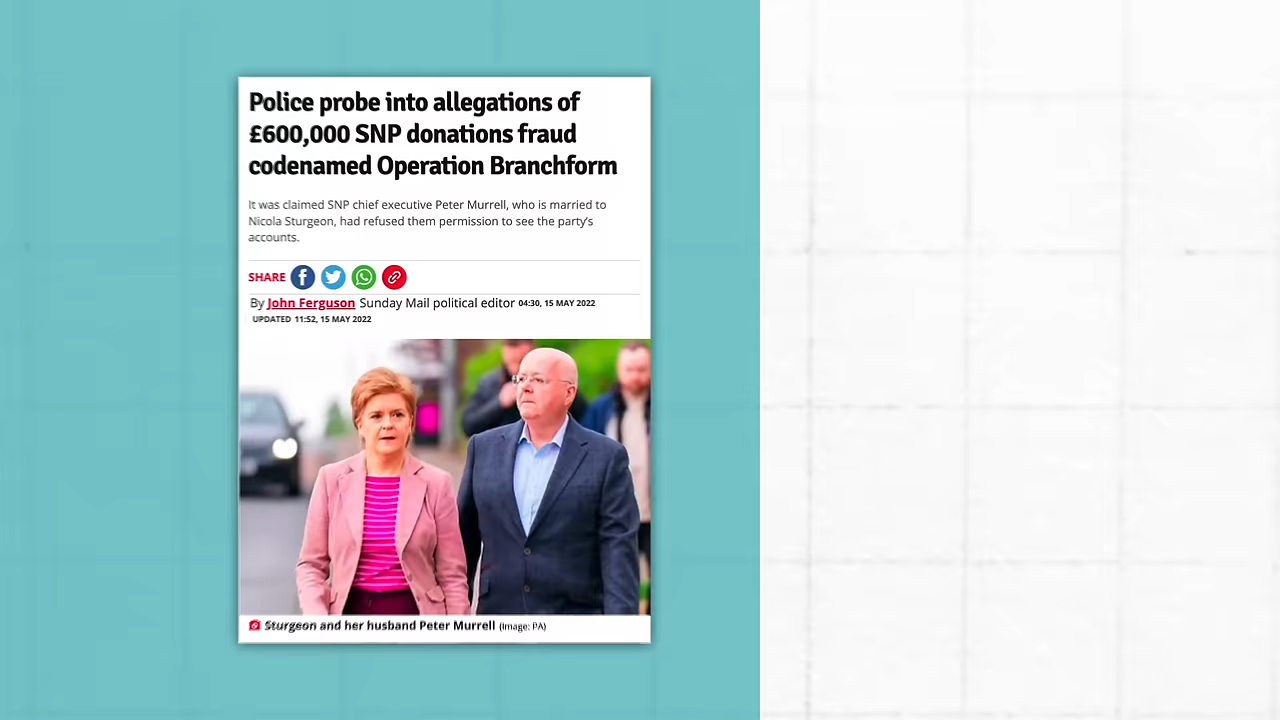 Police probe into allegations of
£600,000 SNP donations fraud
codenamed Operation Branchform
It was claimed SNP chief executive Peter Murrell, who is married to
Nicola Sturgeon, had refused them permission to see the party's
accounts.
SHARE
By John Ferguson Sunday Mail political editor 04:30, 15 MAY 2022
UPDATED 11:52, 15 MAY 2022
Sturgeon and her husband Peter Murrell (Image: PA)